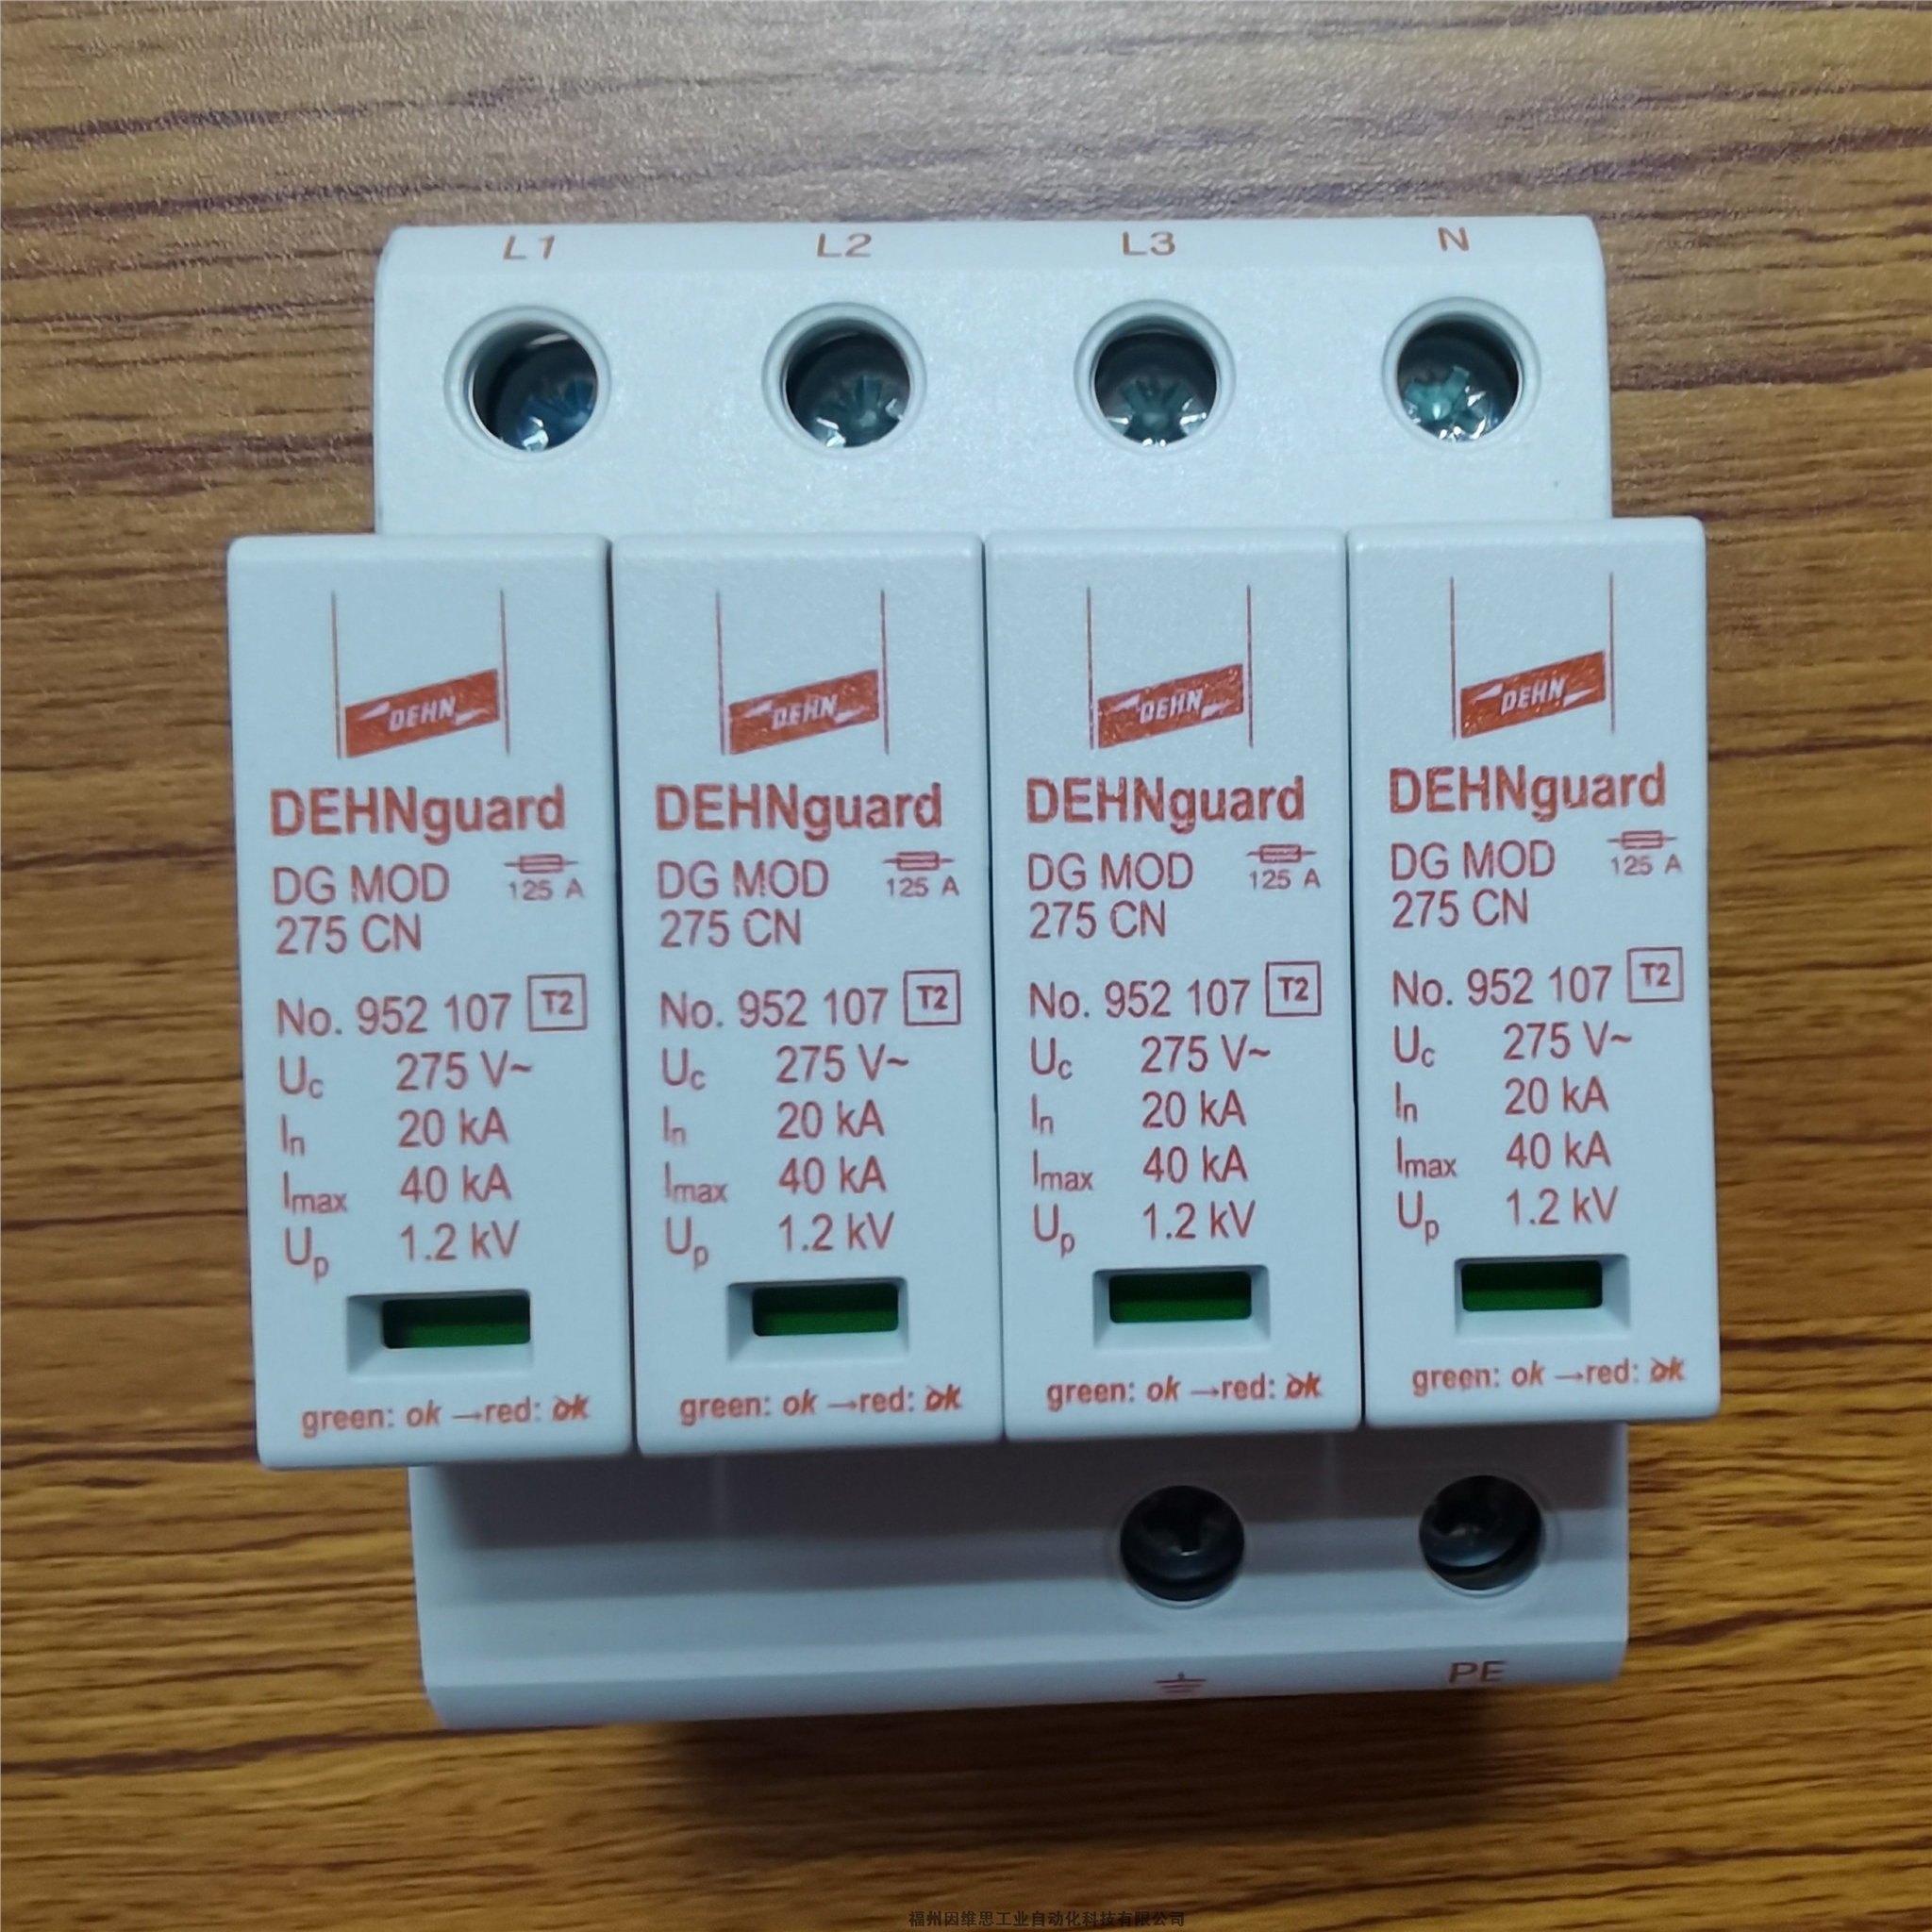 L1 L2 L3 N
DEHN
DEHNguard
DG MOD
125 A
275 CN
No. 952 107 T2
Uc 275 V~
In 20 kA
Imax 40 kA
Up 1.2 kV
green: ok →red: ok
DEHN
DEHNguard
DG MOD
125 A
275 CN
No. 952 107 T2
Uc 275 V~
In 20 kA
Imax 40 kA
Up 1.2 kV
green: ok →red: ok
DEHN
DEHNguard
DG MOD
125 A
275 CN
No. 952 107 T2
Uc 275 V~
In 20 kA
Imax 40 kA
Up 1.2 kV
green: ok →red: ok
DEHN
DEHNguard
DG MOD
125 A
275 CN
No. 952 107 T2
Uc 275 V~
In 20 kA
Imax 40 kA
Up 1.2 kV
green: ok →red: ok
PE
福州因维思工业自动化科技有限公司